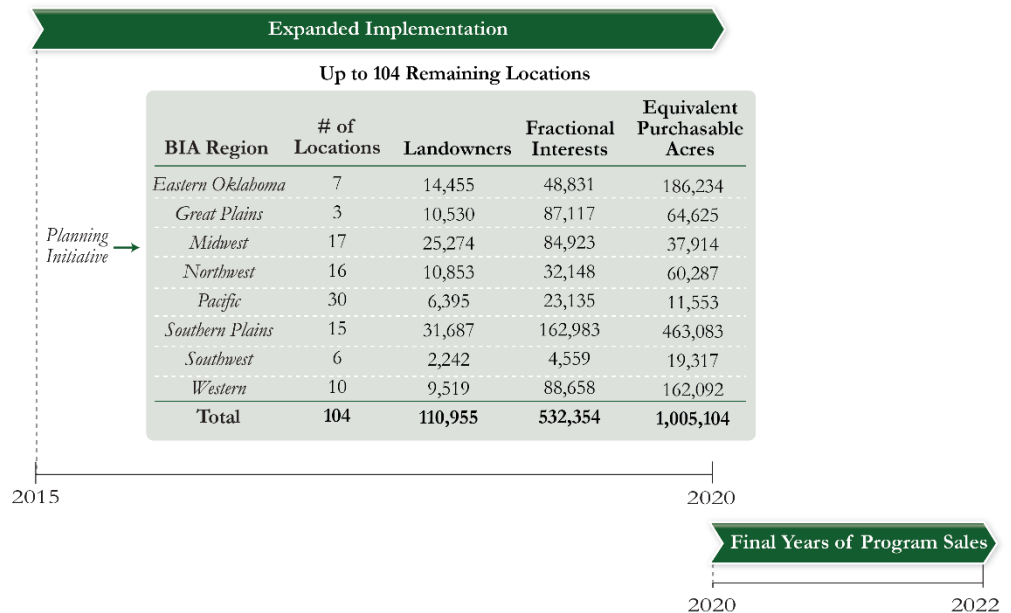 Expanded Implementation
Up to 104 Remaining Locations
BIA Region # of Locations Landowners Fractional Interests Equivalent Purchasable Acres
Eastern Oklahoma 7 14,455 48,831 186,234
Great Plains 3 10,530 87,117 64,625
Planning Initiative
Midwest 17 25,274 84,923 37,914
Northwest 16 10,853 32,148 60,287
Pacific 30 6,395 23,135 11,553
Southern Plains 15 31,687 162,983 463,083
Southwest 6 2,242 4,559 19,317
Western 10 9,519 88,658 162,092
Total 104 110,955 532,354 1,005,104
2015 2020
Final Years of Program Sales
2020 2022